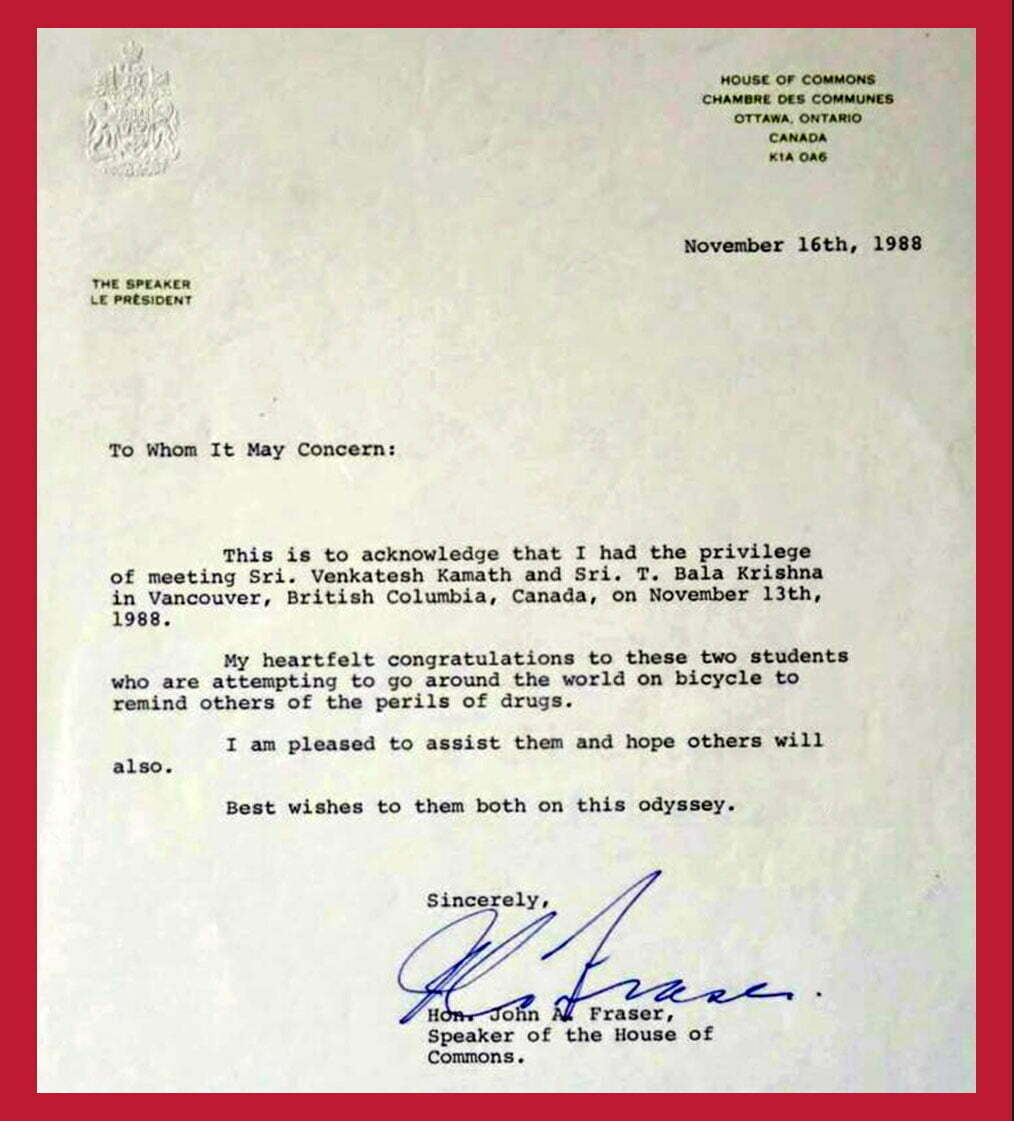 HOUSE OF COMMONS
CHAMBRE DES COMMUNES
OTTAWA, ONTARIO
CANADA
K1A 0A6
November 16th, 1988
THE SPEAKER
LE PRÉSIDENT
To Whom It May Concern:
This is to acknowledge that I had the privilege
of meeting Sri. Venkatesh Kamath and Sri. T. Bala Krishna
in Vancouver, British Columbia, Canada, on November 13th,
1988.
My heartfelt congratulations to these two students
who are attempting to go around the world on bicycle to
remind others of the perils of drugs.
I am pleased to assist them and hope others will
also.
Best wishes to them both on this odyssey.
Sincerely,
Hon. John A. Fraser,
Speaker of the House of
Commons.